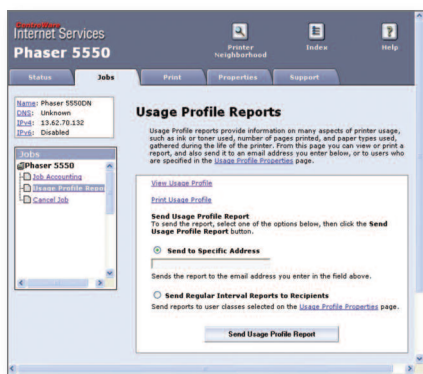 CentreWare
Internet Services
Phaser 5550
Printer
Neighborhood
Index
Help
Status
Jobs
Print
Properties
Support
Name: Phaser 5550DN
DNS: Unknown
IPv4: 13.62.70.132
IPv6: Disabled
Jobs
Phaser 5550
Job Accounting
Usage Profile Repo
Cancel Job
Usage Profile Reports
Usage Profile reports provide information on many aspects of printer usage,
such as ink or toner used, number of pages printed, and paper types used,
gathered during the life of the printer. From this page you can view or print a
report, and also send it to an email address you enter below, or to users who
are specified in the Usage Profile Properties page.
View Usage Profile
Print Usage Profile
Send Usage Profile Report
To send the report, select one of the options below, then click the Send
Usage Profile Report button.
Send to Specific Address
Sends the report to the email address you enter in the field above.
Send Regular Interval Reports to Recipients
Send reports to user classes selected on the Usage Profile Properties page.
Send Usage Profile Report